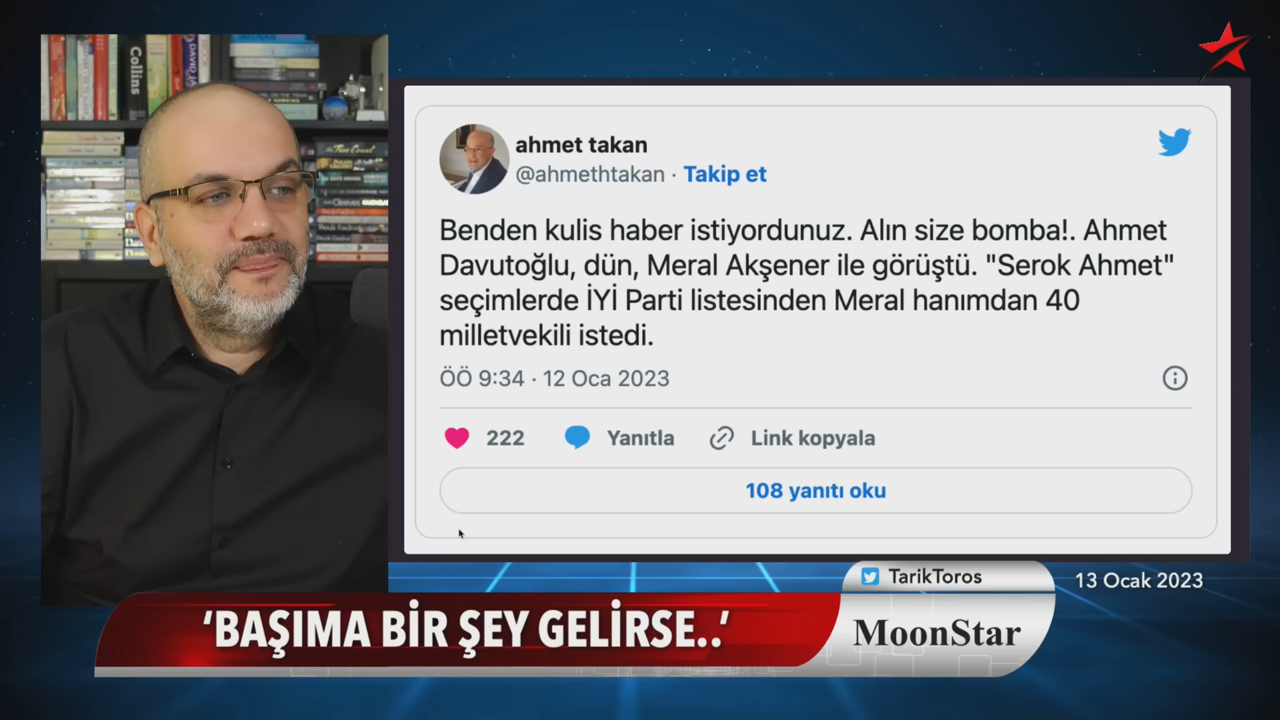 Collins
ahmet takan
@ahmethtakan · Takip et
Benden kulis haber istiyordunuz. Alın size bomba!. Ahmet
Davutoğlu, dün, Meral Akşener ile görüştü. "Serok Ahmet"
seçimlerde İYİ Parti listesinden Meral hanımdan 40
milletvekili istedi.
ÖÖ 9:34 · 12 Oca 2023
222 Yanıtla Link kopyala
108 yanıtı oku
TarikToros
13 Ocak 2023
'BAŞIMA BİR ŞEY GELİRSE..'
MoonStar